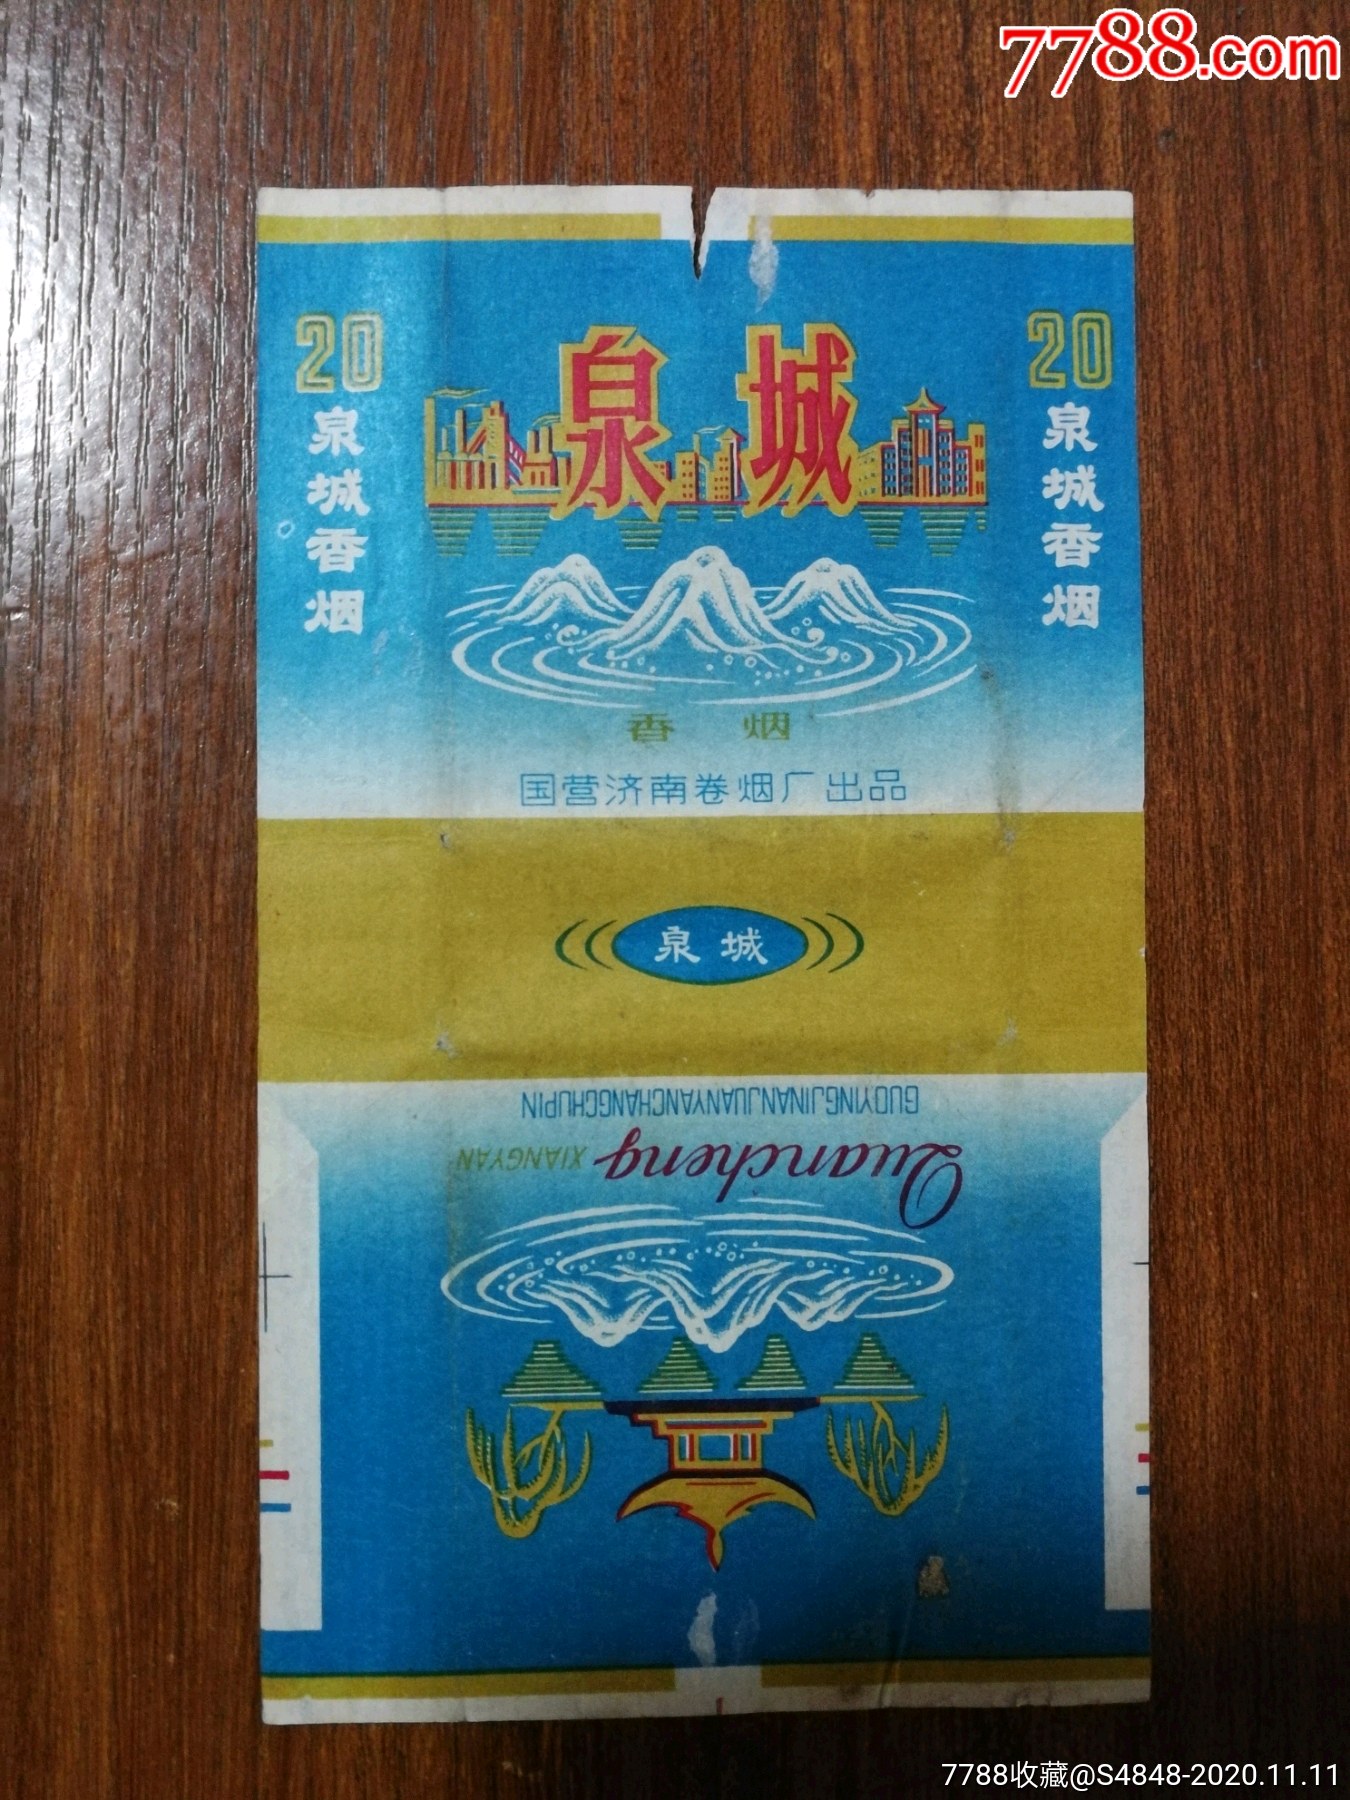 7788.com
20
泉城香烟
泉城
20
泉城香烟
香烟
国营济南卷烟厂出品
泉城
GUOYINGJINANJUANYANCHANGCHUPIN
Quancheng XIANGYAN
7788收藏@S4848-2020.11.11